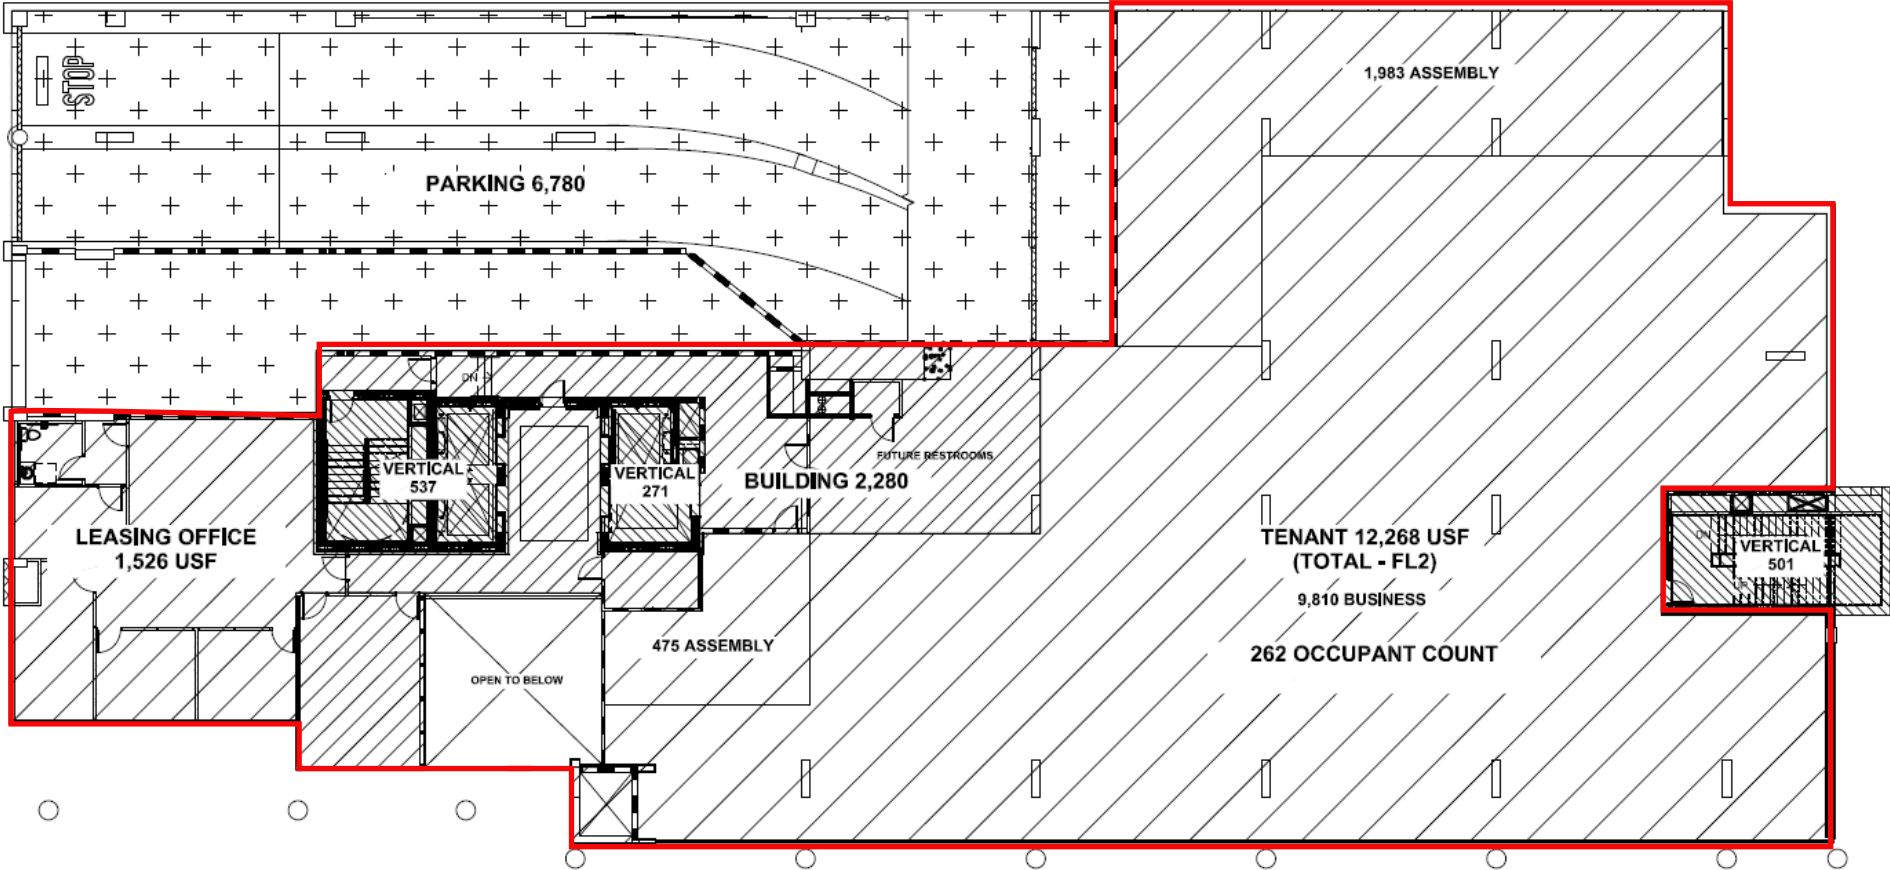 STOP
1,983 ASSEMBLY
PARKING 6,780
DN
VERTICAL
537
VERTICAL
271
FUTURE RESTROOMS
BUILDING 2,280
LEASING OFFICE
1,526 USF
TENANT 12,268 USF
(TOTAL - FL2)
9,810 BUSINESS
262 OCCUPANT COUNT
DN
VERTICAL
501
UP
475 ASSEMBLY
OPEN TO BELOW